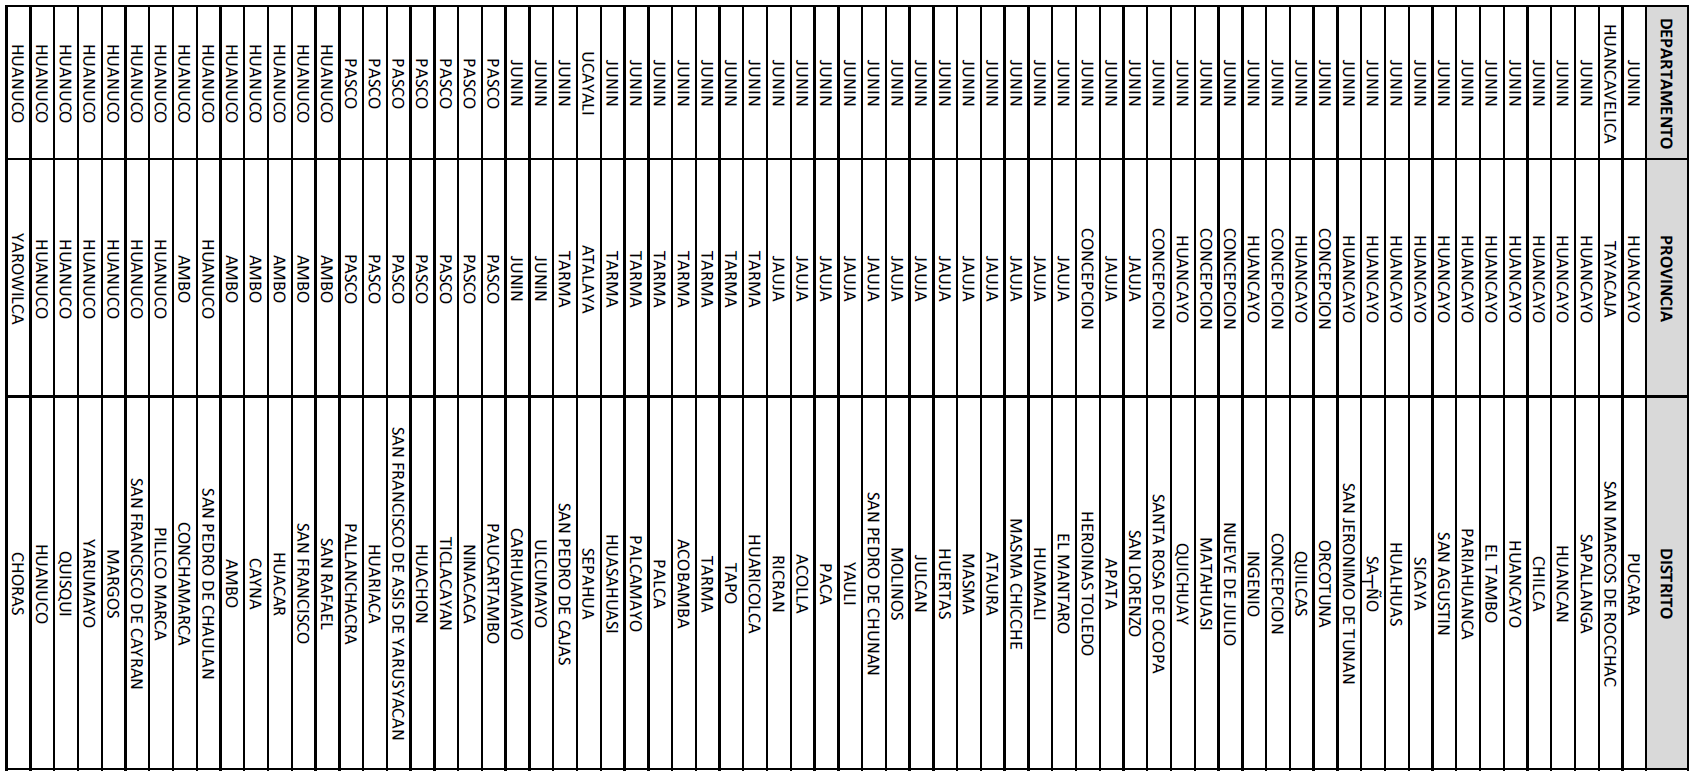 DEPARTAMENTO PROVINCIA DISTRITO
JUNIN HUANCAYO PUCARA
HUANCAVELICA TAYACAJA SAN MARCOS DE ROCCHAC
JUNIN HUANCAYO SAPALLANGA
JUNIN HUANCAYO HUANCAN
JUNIN HUANCAYO CHILCA
JUNIN HUANCAYO HUANCAYO
JUNIN HUANCAYO EL TAMBO
JUNIN HUANCAYO PARIAHUANCA
JUNIN HUANCAYO SAN AGUSTIN
JUNIN HUANCAYO SICAYA
JUNIN HUANCAYO HUALHUAS
JUNIN HUANCAYO SA┬ÑO
JUNIN HUANCAYO SAN JERONIMO DE TUNAN
JUNIN CONCEPCION ORCOTUNA
JUNIN HUANCAYO QUILCAS
JUNIN CONCEPCION CONCEPCION
JUNIN HUANCAYO INGENIO
JUNIN CONCEPCION NUEVE DE JULIO
JUNIN CONCEPCION MATAHUASI
JUNIN HUANCAYO QUICHUAY
JUNIN CONCEPCION SANTA ROSA DE OCOPA
JUNIN JAUJA SAN LORENZO
JUNIN JAUJA APATA
JUNIN CONCEPCION HEROINAS TOLEDO
JUNIN JAUJA EL MANTARO
JUNIN JAUJA HUAMALI
JUNIN JAUJA MASMA CHICCHE
JUNIN JAUJA ATAURA
JUNIN JAUJA MASMA
JUNIN JAUJA HUERTAS
JUNIN JAUJA JULCAN
JUNIN JAUJA MOLINOS
JUNIN JAUJA SAN PEDRO DE CHUNAN
JUNIN JAUJA YAULI
JUNIN JAUJA PACA
JUNIN JAUJA ACOLLA
JUNIN JAUJA RICRAN
JUNIN TARMA HUARICOLCA
JUNIN TARMA TAPO
JUNIN TARMA TARMA
JUNIN TARMA ACOBAMBA
JUNIN TARMA PALCA
JUNIN TARMA PALCAMAYO
JUNIN TARMA HUASAHUASI
UCAYALI ATALAYA SEPAHUA
JUNIN TARMA SAN PEDRO DE CAJAS
JUNIN JUNIN ULCUMAYO
JUNIN JUNIN CARHUAMAYO
PASCO PASCO PAUCARTAMBO
PASCO PASCO NINACACA
PASCO PASCO TICLACAYAN
PASCO PASCO HUACHON
PASCO PASCO SAN FRANCISCO DE ASIS DE YARUSYACAN
PASCO PASCO HUARIACA
PASCO PASCO PALLANCHACRA
HUANUCO AMBO SAN RAFAEL
HUANUCO AMBO SAN FRANCISCO
HUANUCO AMBO HUACAR
HUANUCO AMBO CAYNA
HUANUCO AMBO AMBO
HUANUCO HUANUCO SAN PEDRO DE CHAULAN
HUANUCO AMBO CONCHAMARCA
HUANUCO HUANUCO PILLCO MARCA
HUANUCO HUANUCO SAN FRANCISCO DE CAYRAN
HUANUCO HUANUCO MARGOS
HUANUCO HUANUCO YARUMAYO
HUANUCO HUANUCO QUISQUI
HUANUCO HUANUCO HUANUCO
HUANUCO YAROWILCA CHORAS